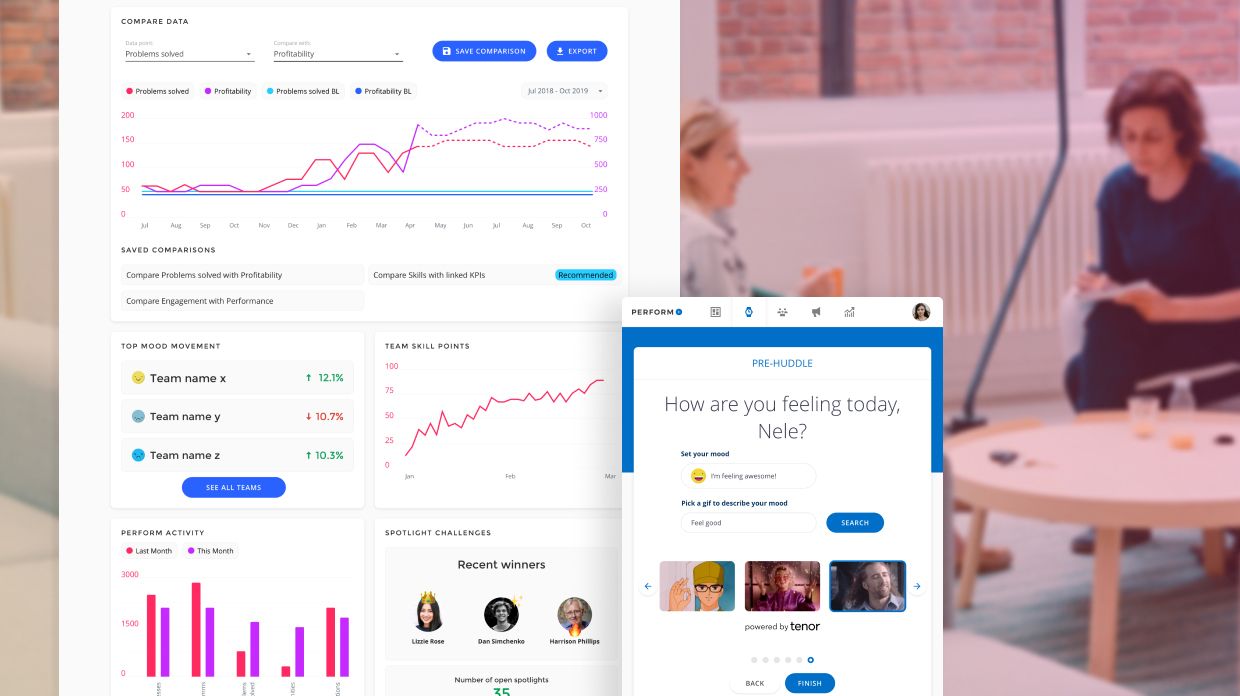 COMPARE DATA
Data point
Problems solved
Compare with:
Profitability
SAVE COMPARISON
EXPORT
Problems solved
Profitability
Problems solved BL
Profitability BL
Jul 2018 - Oct 2019
200
150
100
50
0
1000
750
500
250
0
Jul Aug Sep Oct Nov Dec Jan Feb Mar Apr May Jun Jul Aug Sep Oct
SAVED COMPARISONS
Compare Problems solved with Profitability
Compare Skills with linked KPIs
Recommended
Compare Engagement with Performance
TOP MOOD MOVEMENT
Team name x
12.1%
Team name y
10.7%
Team name z
10.3%
SEE ALL TEAMS
TEAM SKILL POINTS
100
75
50
25
0
Jan Feb Mar
PERFORM ACTIVITY
Last Month
This Month
3000
1500
0
SPOTLIGHT CHALLENGES
Recent winners
Lizzie Rose
Dan Simchenko
Harrison Phillips
Number of open spotlights
35
PERFORM
PRE-HUDDLE
How are you feeling today,
Nele?
Set your mood
I'm feeling awesome!
Pick a gif to describe your mood
Feel good
SEARCH
powered by tenor
BACK
FINISH